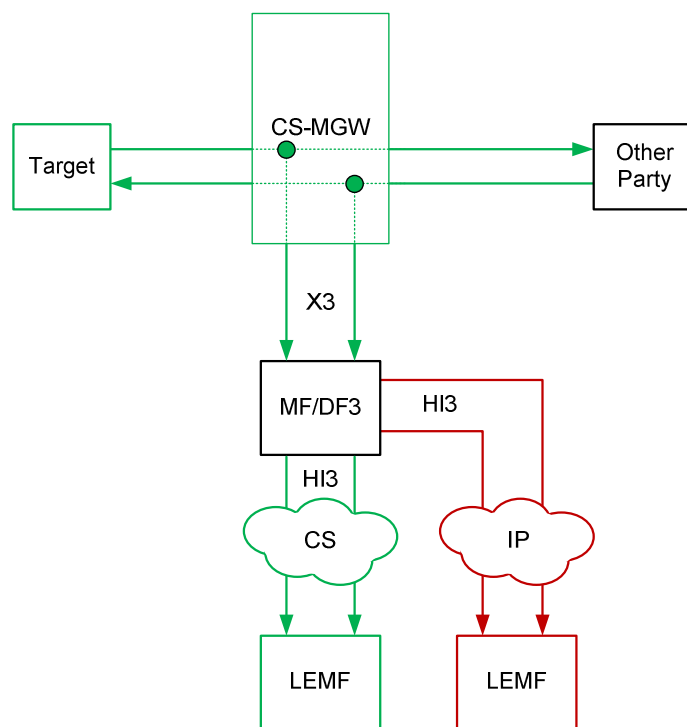 CS-MGW
Target
Other
Party
X3
MF/DF3
HI3
HI3
CS
IP
LEMF
LEMF